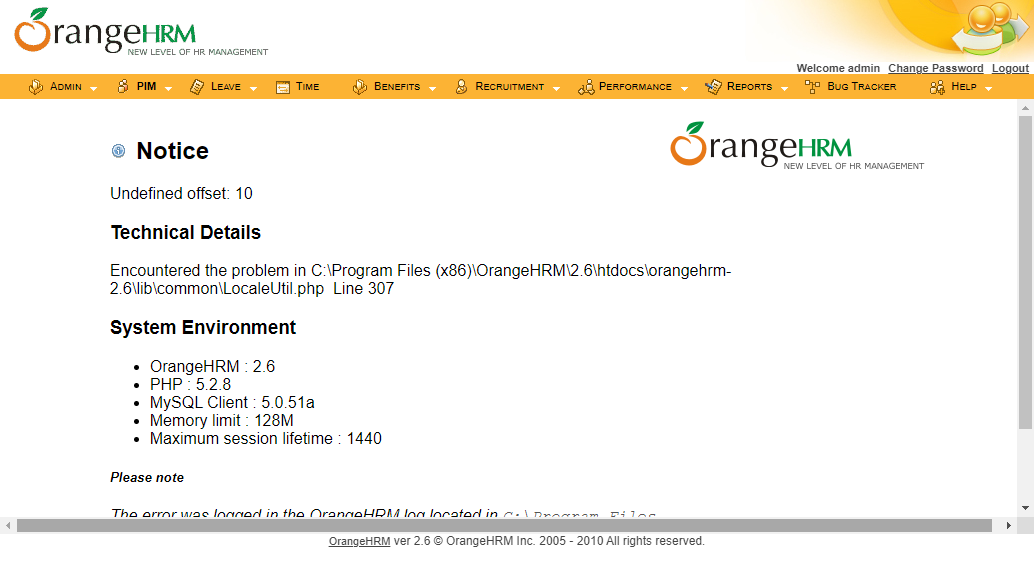 OrangeHRM
NEW LEVEL OF HR MANAGEMENT
Welcome admin Change Password Logout
ADMIN PIM LEAVE TIME BENEFITS RECRUITMENT PERFORMANCE REPORTS BUG TRACKER HELP
OrangeHRM
NEW LEVEL OF HR MANAGEMENT
Notice
Undefined offset: 10
Technical Details
Encountered the problem in C:\Program Files (x86)\OrangeHRM\2.6\htdocs\orangehrm-
2.6\lib\common\LocaleUtil.php Line 307
System Environment
• OrangeHRM : 2.6
• PHP : 5.2.8
• MySQL Client : 5.0.51a
• Memory limit : 128M
• Maximum session lifetime : 1440
Please note
The error was logged in the OrangeHRM log located in C:\Program Files
OrangeHRM ver 2.6 © OrangeHRM Inc. 2005 - 2010 All rights reserved.